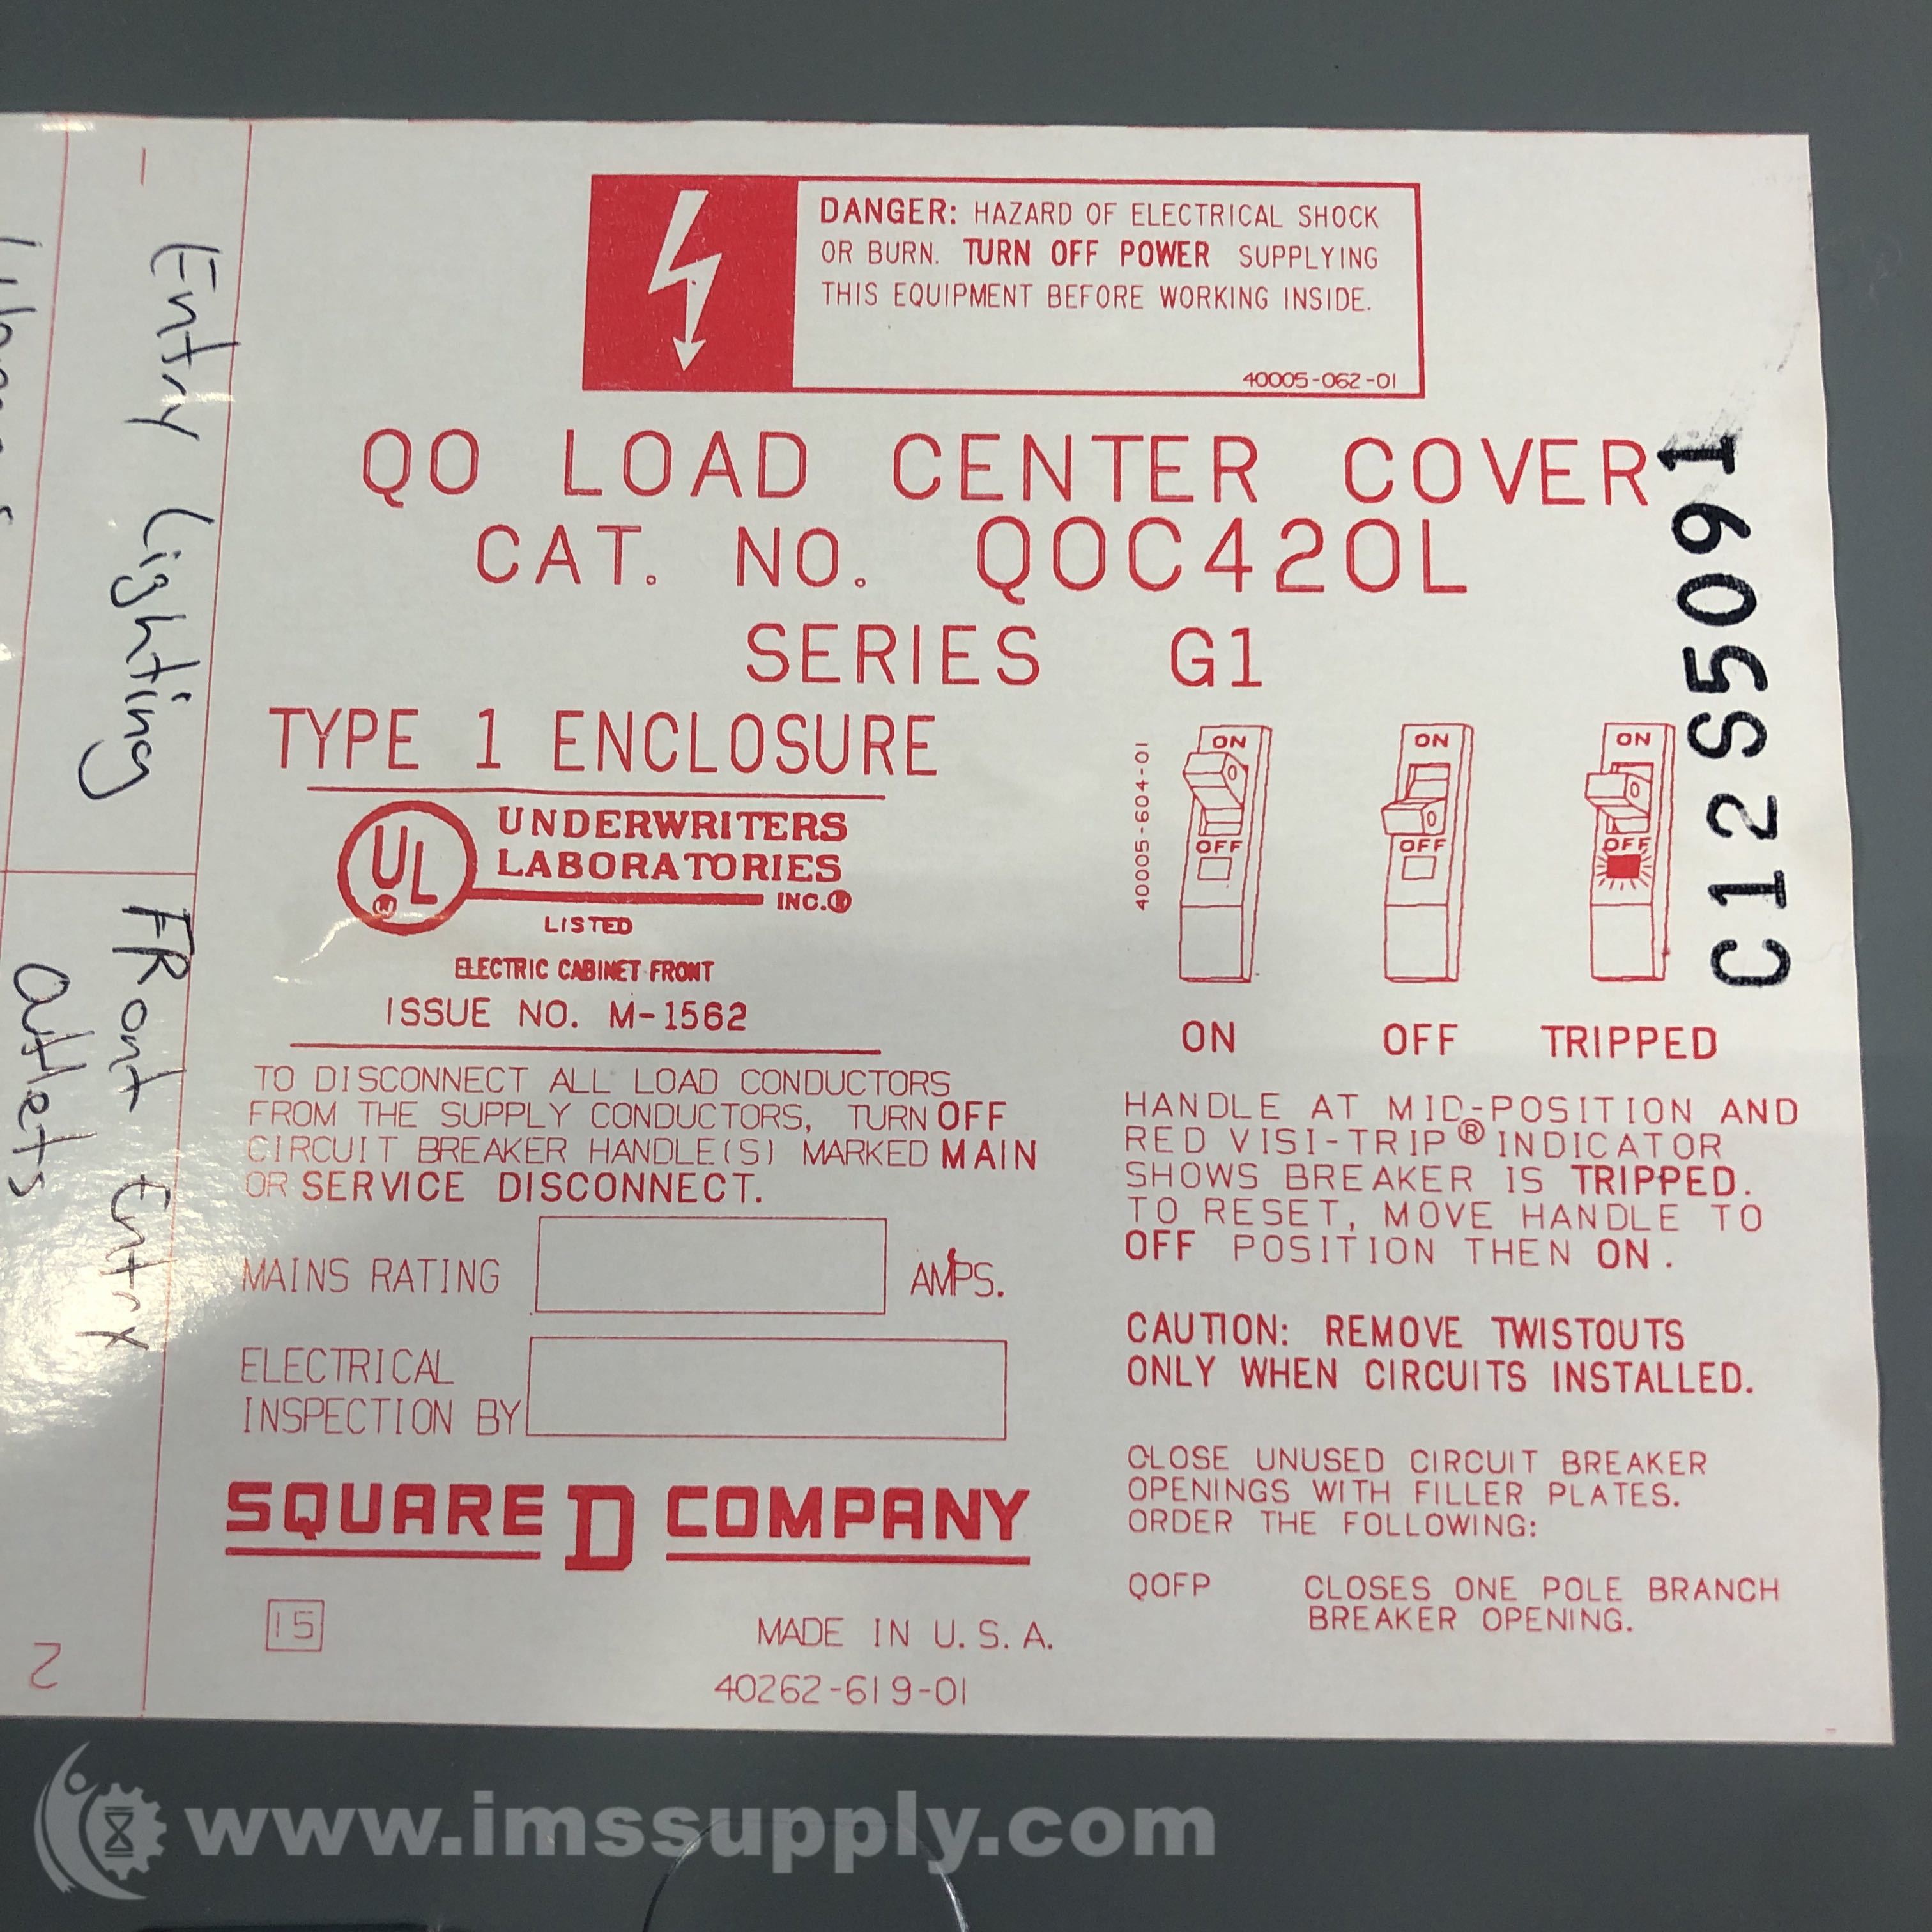 DANGER: HAZARD OF ELECTRICAL SHOCK
OR BURN. TURN OFF POWER SUPPLYING
THIS EQUIPMENT BEFORE WORKING INSIDE.
40005-062-01
QO LOAD CENTER COVER
CAT. NO. QOC420L
SERIES G1
TYPE 1 ENCLOSURE
UL®
UNDERWRITERS
LABORATORIES
INC.®
LISTED
ELECTRIC CABINET FRONT
ISSUE NO. M-1562
TO DISCONNECT ALL LOAD CONDUCTORS
FROM THE SUPPLY CONDUCTORS, TURN OFF
CIRCUIT BREAKER HANDLE(S) MARKED MAIN
OR SERVICE DISCONNECT.
MAINS RATING AMPS.
ELECTRICAL
INSPECTION BY
SQUARE D COMPANY
15
MADE IN U.S.A.
40262-619-01
40005-604-01
ON
OFF
ON
OFF
ON
OFF
ON OFF TRIPPED
HANDLE AT MID-POSITION AND
RED VISI-TRIP® INDICATOR
SHOWS BREAKER IS TRIPPED.
TO RESET, MOVE HANDLE TO
OFF POSITION THEN ON.
CAUTION: REMOVE TWISTOUTS
ONLY WHEN CIRCUITS INSTALLED.
CLOSE UNUSED CIRCUIT BREAKER
OPENINGS WITH FILLER PLATES.
ORDER THE FOLLOWING:
QOFP CLOSES ONE POLE BRANCH
BREAKER OPENING.
C12S5091
1
Entry Lighting
FRont Entry
Outlets
2
www.imssupply.com